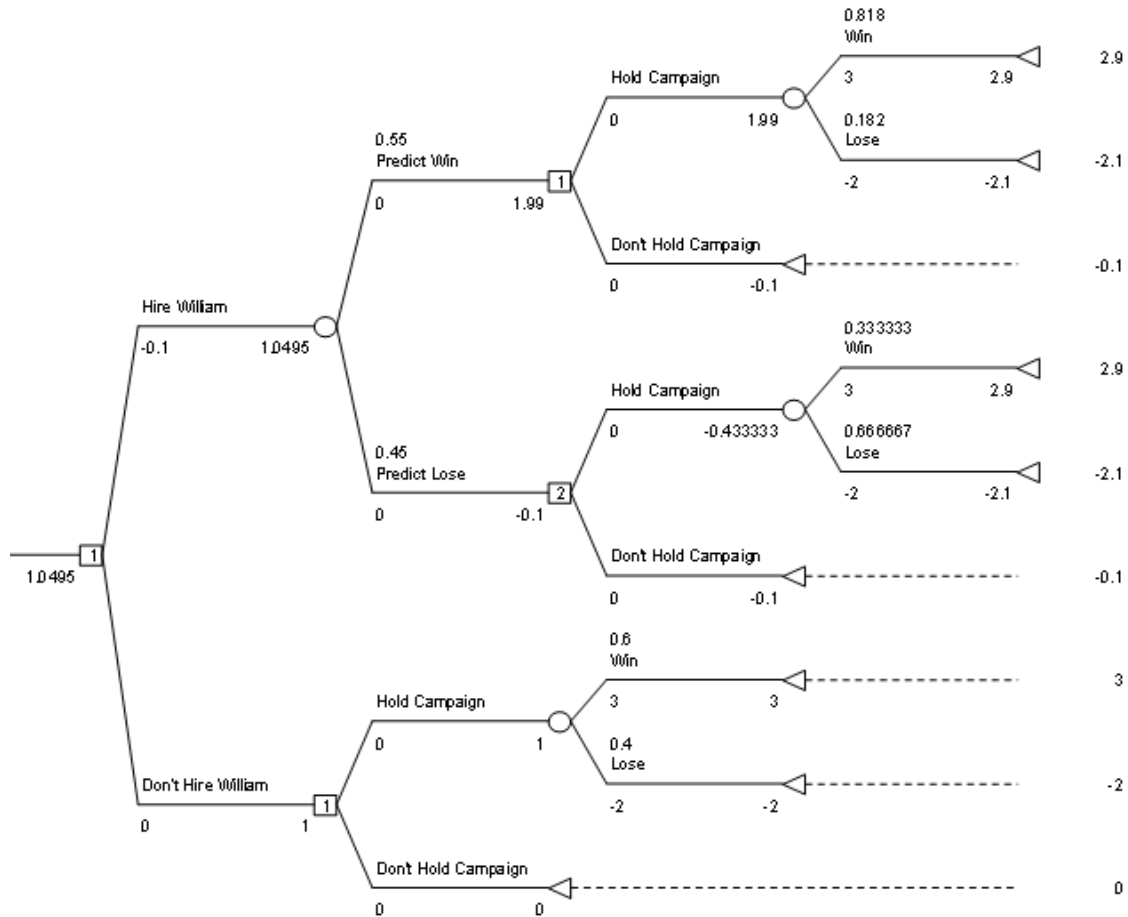 0.818
Win
2.9
3 2.9
Hold Campaign
0 1.99
0.182
Lose
-2.1
-2 -2.1
0.55
Predict Win
1
0 1.99
Don't Hold Campaign
-0.1
0 -0.1
Hire William
-0.1 1.0495
0.333333
Win
2.9
3 2.9
Hold Campaign
0 -0.433333
0.666667
Lose
-2.1
-2 -2.1
0.45
Predict Lose
2
0 -0.1
Don't Hold Campaign
-0.1
0 -0.1
1
1.0495
0.6
Win
3
3 3
Hold Campaign
0 1
0.4
Lose
-2
-2 -2
Don't Hire William
1
0 1
Don't Hold Campaign
0
0 0